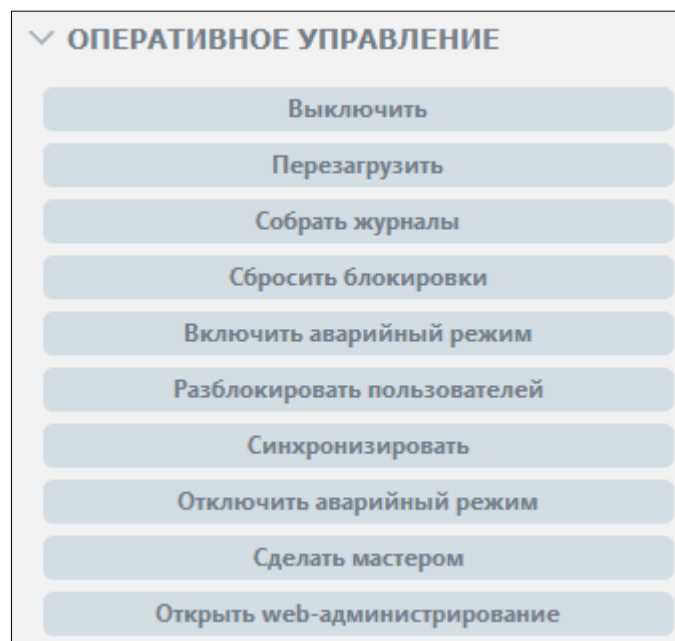 ОПЕРАТИВНОЕ УПРАВЛЕНИЕ
Выключить
Перезагрузить
Собрать журналы
Сбросить блокировки
Включить аварийный режим
Разблокировать пользователей
Синхронизировать
Отключить аварийный режим
Сделать мастером
Открыть web-администрирование